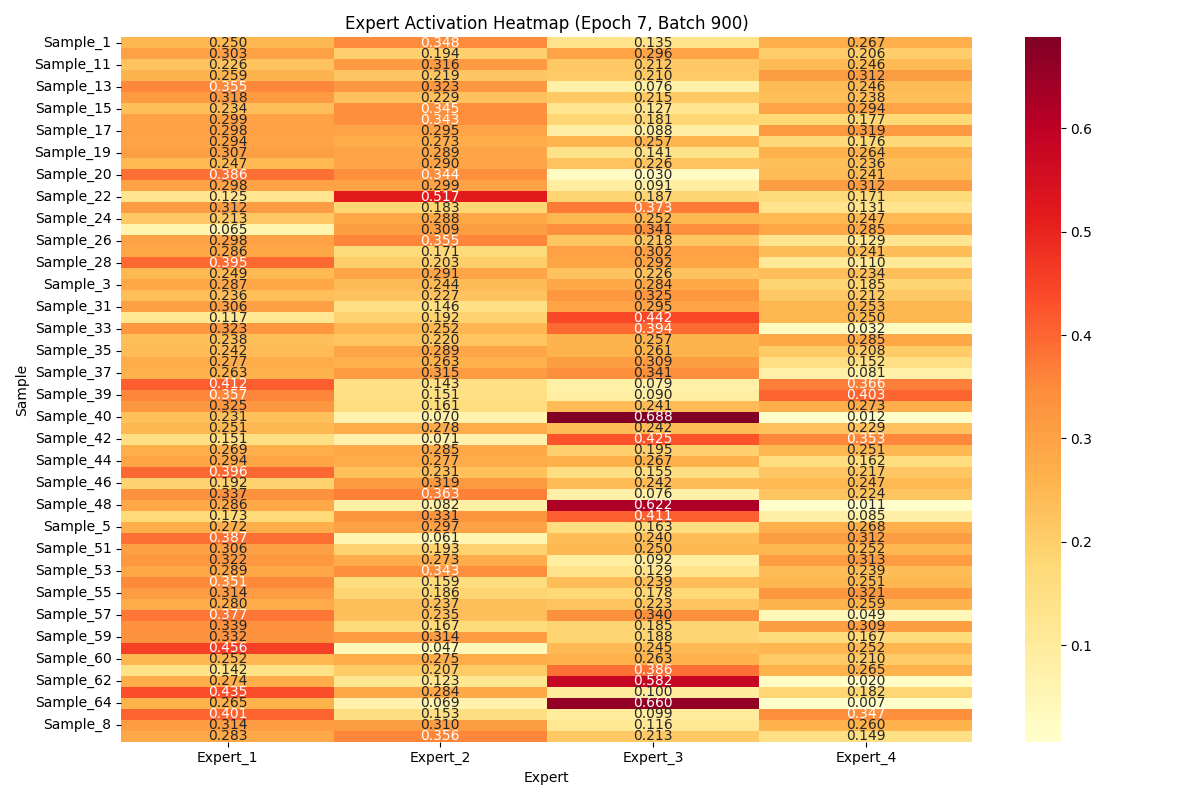 Expert Activation Heatmap (Epoch 7, Batch 900)
Sample_1 0.250 0.348 0.135 0.267
0.303 0.194 0.296 0.206
Sample_11 0.226 0.316 0.212 0.246
0.259 0.219 0.210 0.312
Sample_13 0.355 0.323 0.076 0.246
0.318 0.229 0.215 0.238
Sample_15 0.234 0.345 0.127 0.294
0.299 0.343 0.181 0.177
Sample_17 0.298 0.295 0.088 0.319
0.294 0.273 0.257 0.176
Sample_19 0.307 0.289 0.141 0.264
0.247 0.290 0.226 0.236
Sample_20 0.386 0.344 0.030 0.241
0.298 0.299 0.091 0.312
Sample_22 0.125 0.517 0.187 0.171
0.312 0.183 0.373 0.131
Sample_24 0.213 0.288 0.252 0.247
0.065 0.309 0.341 0.285
Sample_26 0.298 0.355 0.218 0.129
0.286 0.171 0.302 0.241
Sample_28 0.395 0.203 0.292 0.110
0.249 0.291 0.226 0.234
Sample_3 0.287 0.244 0.284 0.185
0.236 0.227 0.325 0.212
Sample_31 0.306 0.146 0.295 0.253
0.117 0.192 0.442 0.250
Sample_33 0.323 0.252 0.394 0.032
0.238 0.220 0.257 0.285
Sample_35 0.242 0.289 0.261 0.208
0.277 0.263 0.309 0.152
Sample_37 0.263 0.315 0.341 0.081
0.412 0.143 0.079 0.366
Sample_39 0.357 0.151 0.090 0.403
0.325 0.161 0.241 0.273
Sample_40 0.231 0.070 0.688 0.012
0.251 0.278 0.242 0.229
Sample_42 0.151 0.071 0.425 0.353
0.269 0.285 0.195 0.251
Sample_44 0.294 0.277 0.267 0.162
0.396 0.231 0.155 0.217
Sample_46 0.192 0.319 0.242 0.247
0.337 0.363 0.076 0.224
Sample_48 0.286 0.082 0.622 0.011
0.173 0.331 0.411 0.085
Sample_5 0.272 0.297 0.163 0.268
0.387 0.061 0.240 0.312
Sample_51 0.306 0.193 0.250 0.252
0.322 0.273 0.092 0.313
Sample_53 0.289 0.343 0.129 0.239
0.351 0.159 0.239 0.251
Sample_55 0.314 0.186 0.178 0.321
0.280 0.237 0.223 0.259
Sample_57 0.377 0.235 0.340 0.049
0.339 0.167 0.185 0.309
Sample_59 0.332 0.314 0.188 0.167
0.456 0.047 0.245 0.252
Sample_60 0.252 0.275 0.263 0.210
0.142 0.207 0.386 0.265
Sample_62 0.274 0.123 0.582 0.020
0.435 0.284 0.100 0.182
Sample_64 0.265 0.069 0.660 0.007
0.401 0.153 0.099 0.347
Sample_8 0.314 0.310 0.116 0.260
0.283 0.356 0.213 0.149
Expert_1 Expert_2 Expert_3 Expert_4
Expert
Sample
0.6
0.5
0.4
0.3
0.2
0.1